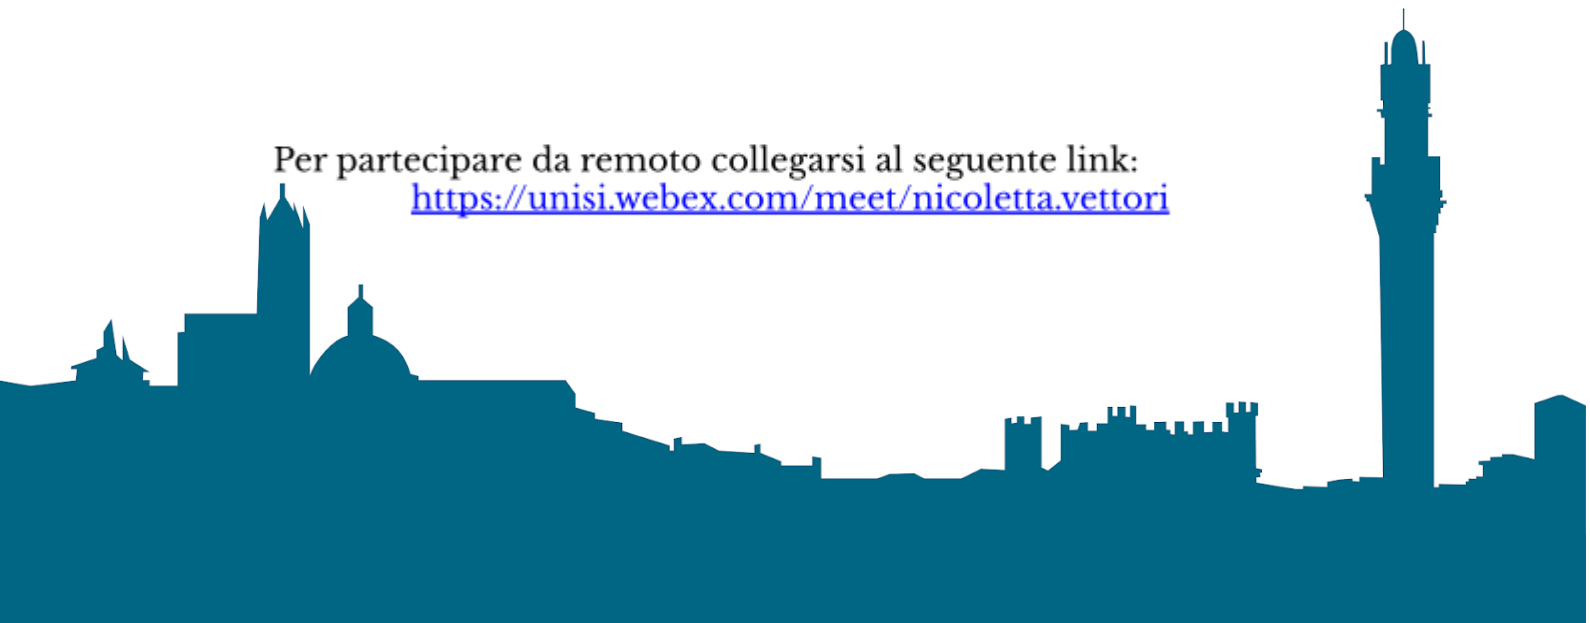 Per partecipare da remoto collegarsi al seguente link:
https://unisi.webex.com/meet/nicoletta.vettori